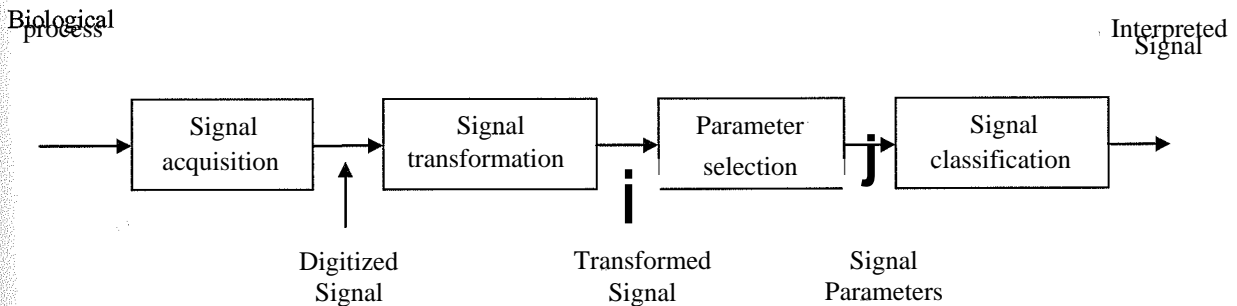 Biological
process
Interpreted
Signal
Signal
acquisition
Signal
transformation
Parameter
selection
Signal
classification
i
j
Digitized
Signal
Transformed
Signal
Signal
Parameters